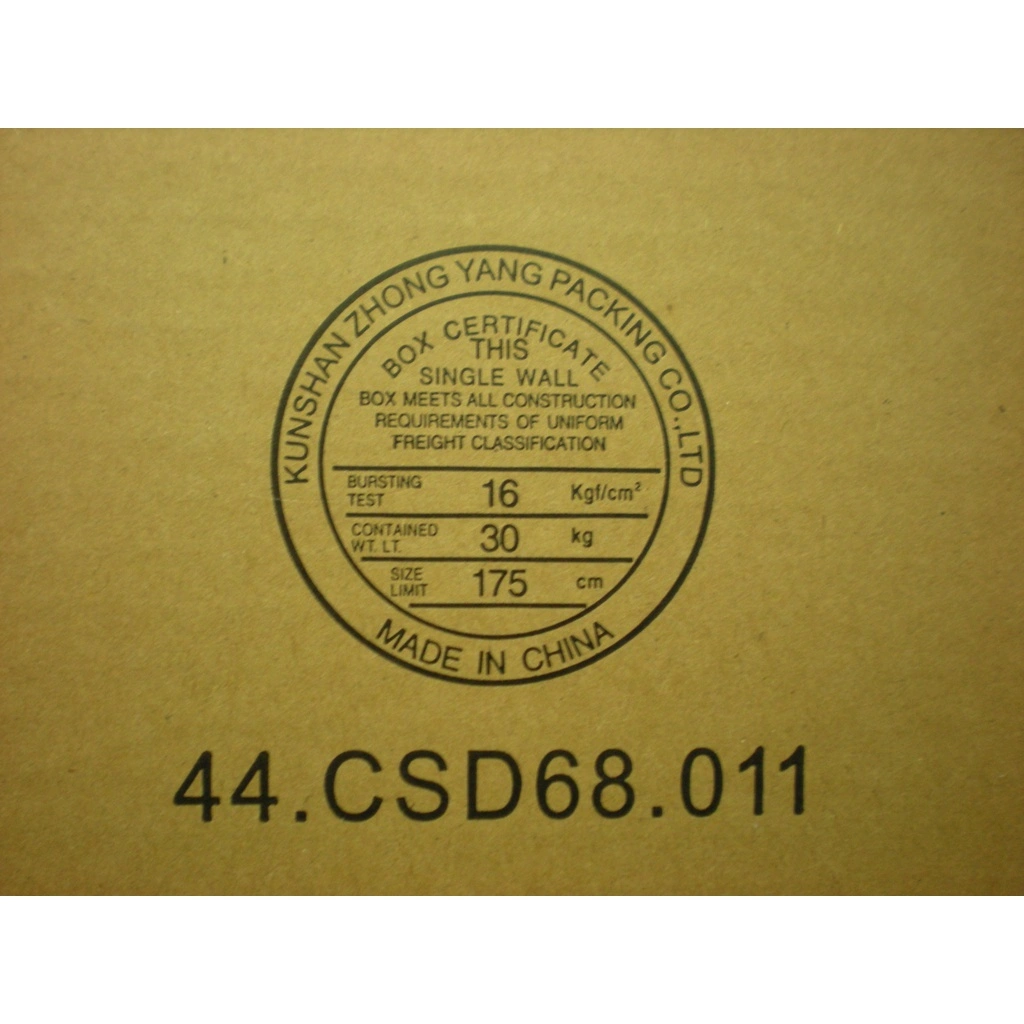 KUNSHAN ZHONG YANG PACKING CO.,LTD
BOX CERTIFICATE
THIS
SINGLE WALL
BOX MEETS ALL CONSTRUCTION
REQUIREMENTS OF UNIFORM
FREIGHT CLASSIFICATION
BURSTING TEST 16 Kgf/cm²
CONTAINED WT. LT. 30 kg
SIZE LIMIT 175 cm
MADE IN CHINA
44.CSD68.011